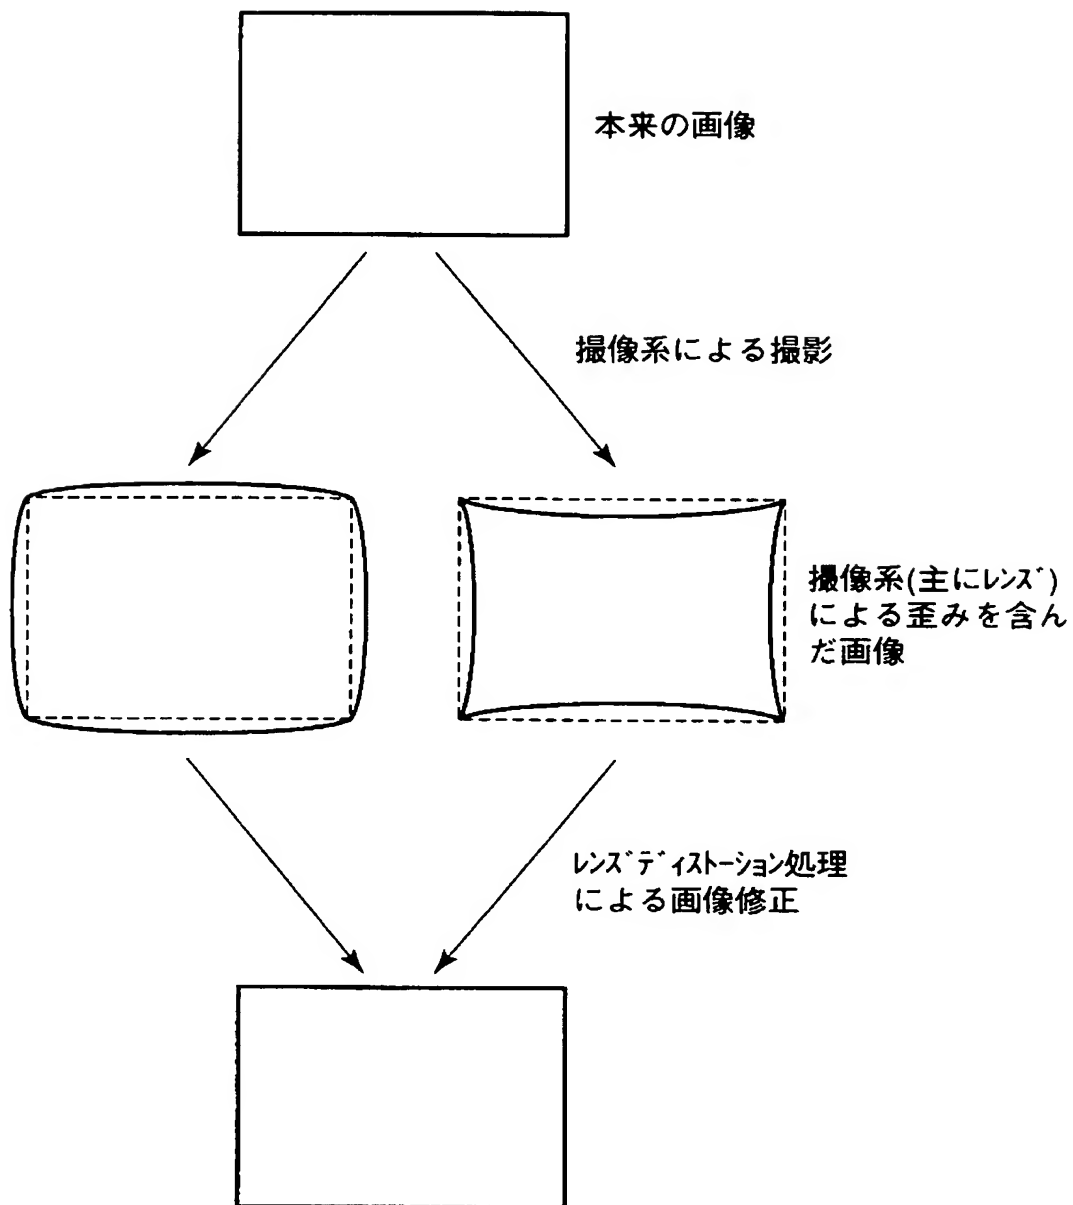 本来の画像
撮像系による撮影
撮像系(主にﾚﾝｽﾞ)
による歪みを含ん
だ画像
ﾚﾝｽﾞﾃﾞｨｽﾄｰｼｮﾝ処理
による画像修正